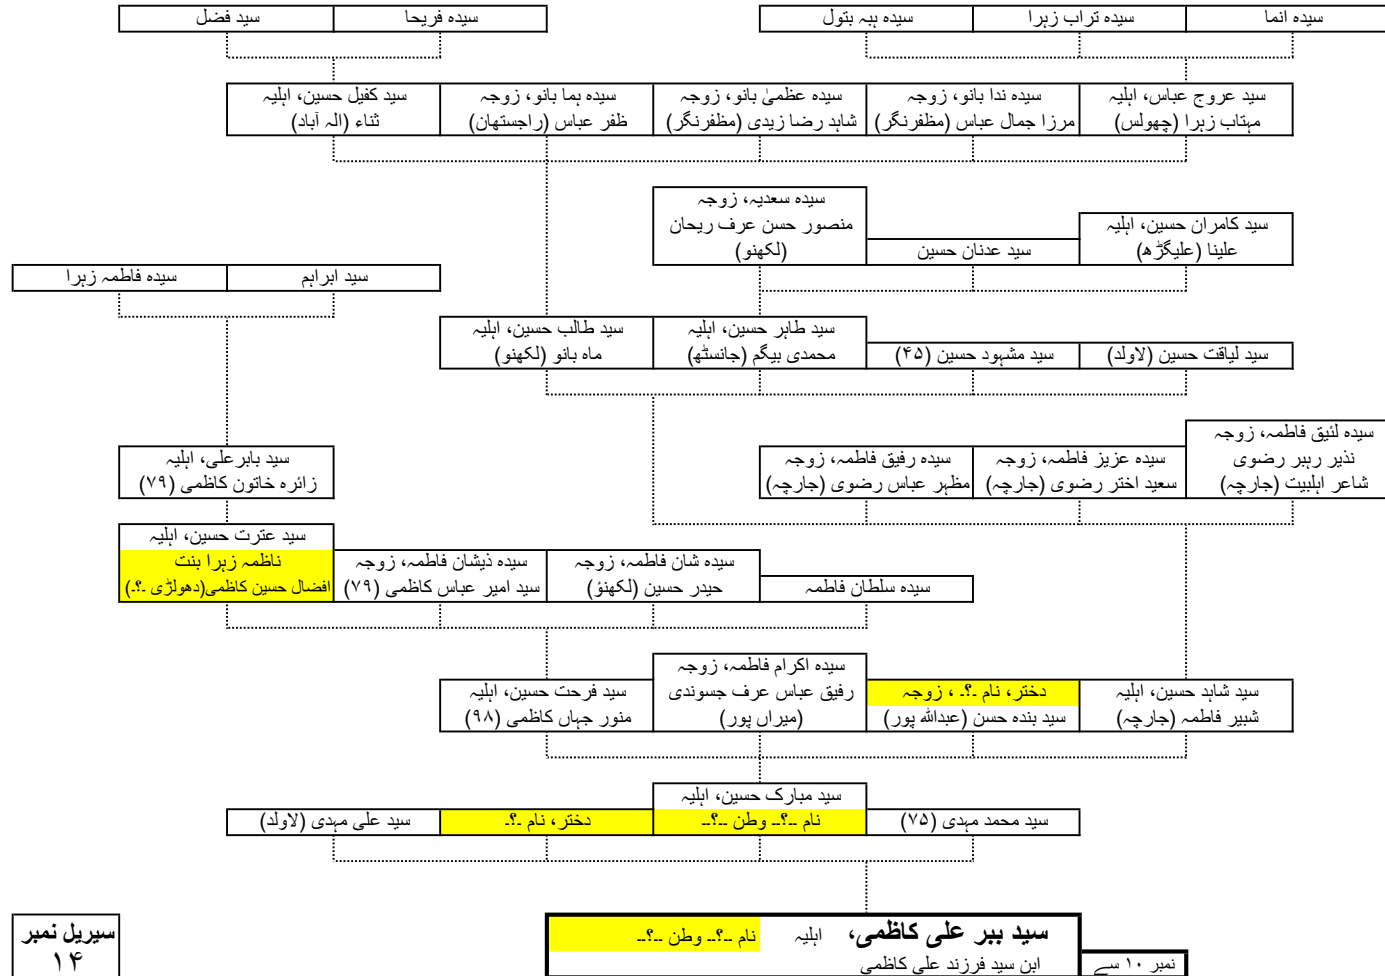 سیدہ انما
سیدہ تراب زہرا
سیدہ ہبہ بتول
سیدہ فریحا
سید فضل
سید عروج عباس، اہلیہ
مہتاب زہرا (چھولس)
سیدہ ندا بانو، زوجہ
مرزا جمال عباس (مظفرنگر)
سیدہ عظمیٰ بانو، زوجہ
شاہد رضا زیدی (مظفرنگر)
سیدہ ہما بانو، زوجہ
ظفر عباس (راجستھان)
سید کفیل حسین، اہلیہ
ثناء (الہ آباد)
سید کامران حسین، اہلیہ
علینا (علیگڑھ)
سید عدنان حسین
سیدہ سعدیہ، زوجہ
منصور حسن عرف ریحان
(لکھنو)
سید ابراہم
سیدہ فاطمہ زہرا
سید لیاقت حسین (لاولد)
سید مشہود حسین (۴۵)
سید طاہر حسین، اہلیہ
محمدی بیگم (جانسٹھ)
سید طالب حسین، اہلیہ
ماہ بانو (لکھنو)
سیدہ لئیق فاطمہ، زوجہ
نذیر رہبر رضوی
شاعر اہلبیت (جارچہ)
سیدہ عزیز فاطمہ، زوجہ
سعید اختر رضوی (جارچہ)
سیدہ رفیق فاطمہ، زوجہ
مظہر عباس رضوی (جارچہ)
سید بابرعلی، اہلیہ
زائرہ خاتون کاظمی (۷۹)
سید عترت حسین، اہلیہ
ناظمہ زہرا بنت
افضال حسین کاظمی(دھولڑی ۔؟۔)
سیدہ سلطان فاطمہ
سیدہ شان فاطمہ، زوجہ
حیدر حسین (لکھنؤ)
سیدہ ذیشان فاطمہ، زوجہ
سید امیر عباس کاظمی (۷۹)
سید شاہد حسین، اہلیہ
شبیر فاطمہ (جارچہ)
دختر، نام ۔؟۔ ، زوجہ
سید بندہ حسن (عبداللہ پور)
سیدہ اکرام فاطمہ، زوجہ
رفیق عباس عرف جسوندی
(میراں پور)
سید فرحت حسین، اہلیہ
منور جہاں کاظمی (۹۸)
سید محمد مہدی (۷۵)
سید مبارک حسین، اہلیہ
نام ۔۔؟۔۔ وطن ۔۔؟۔۔
دختر، نام ۔؟۔
سید علی مہدی (لاولد)
سید ببر علی کاظمی، اہلیہ نام ۔۔؟۔۔ وطن ۔۔؟۔۔
ابن سید فرزند علی کاظمی
نمبر ۱۰ سے
سیریل نمبر
۱۴